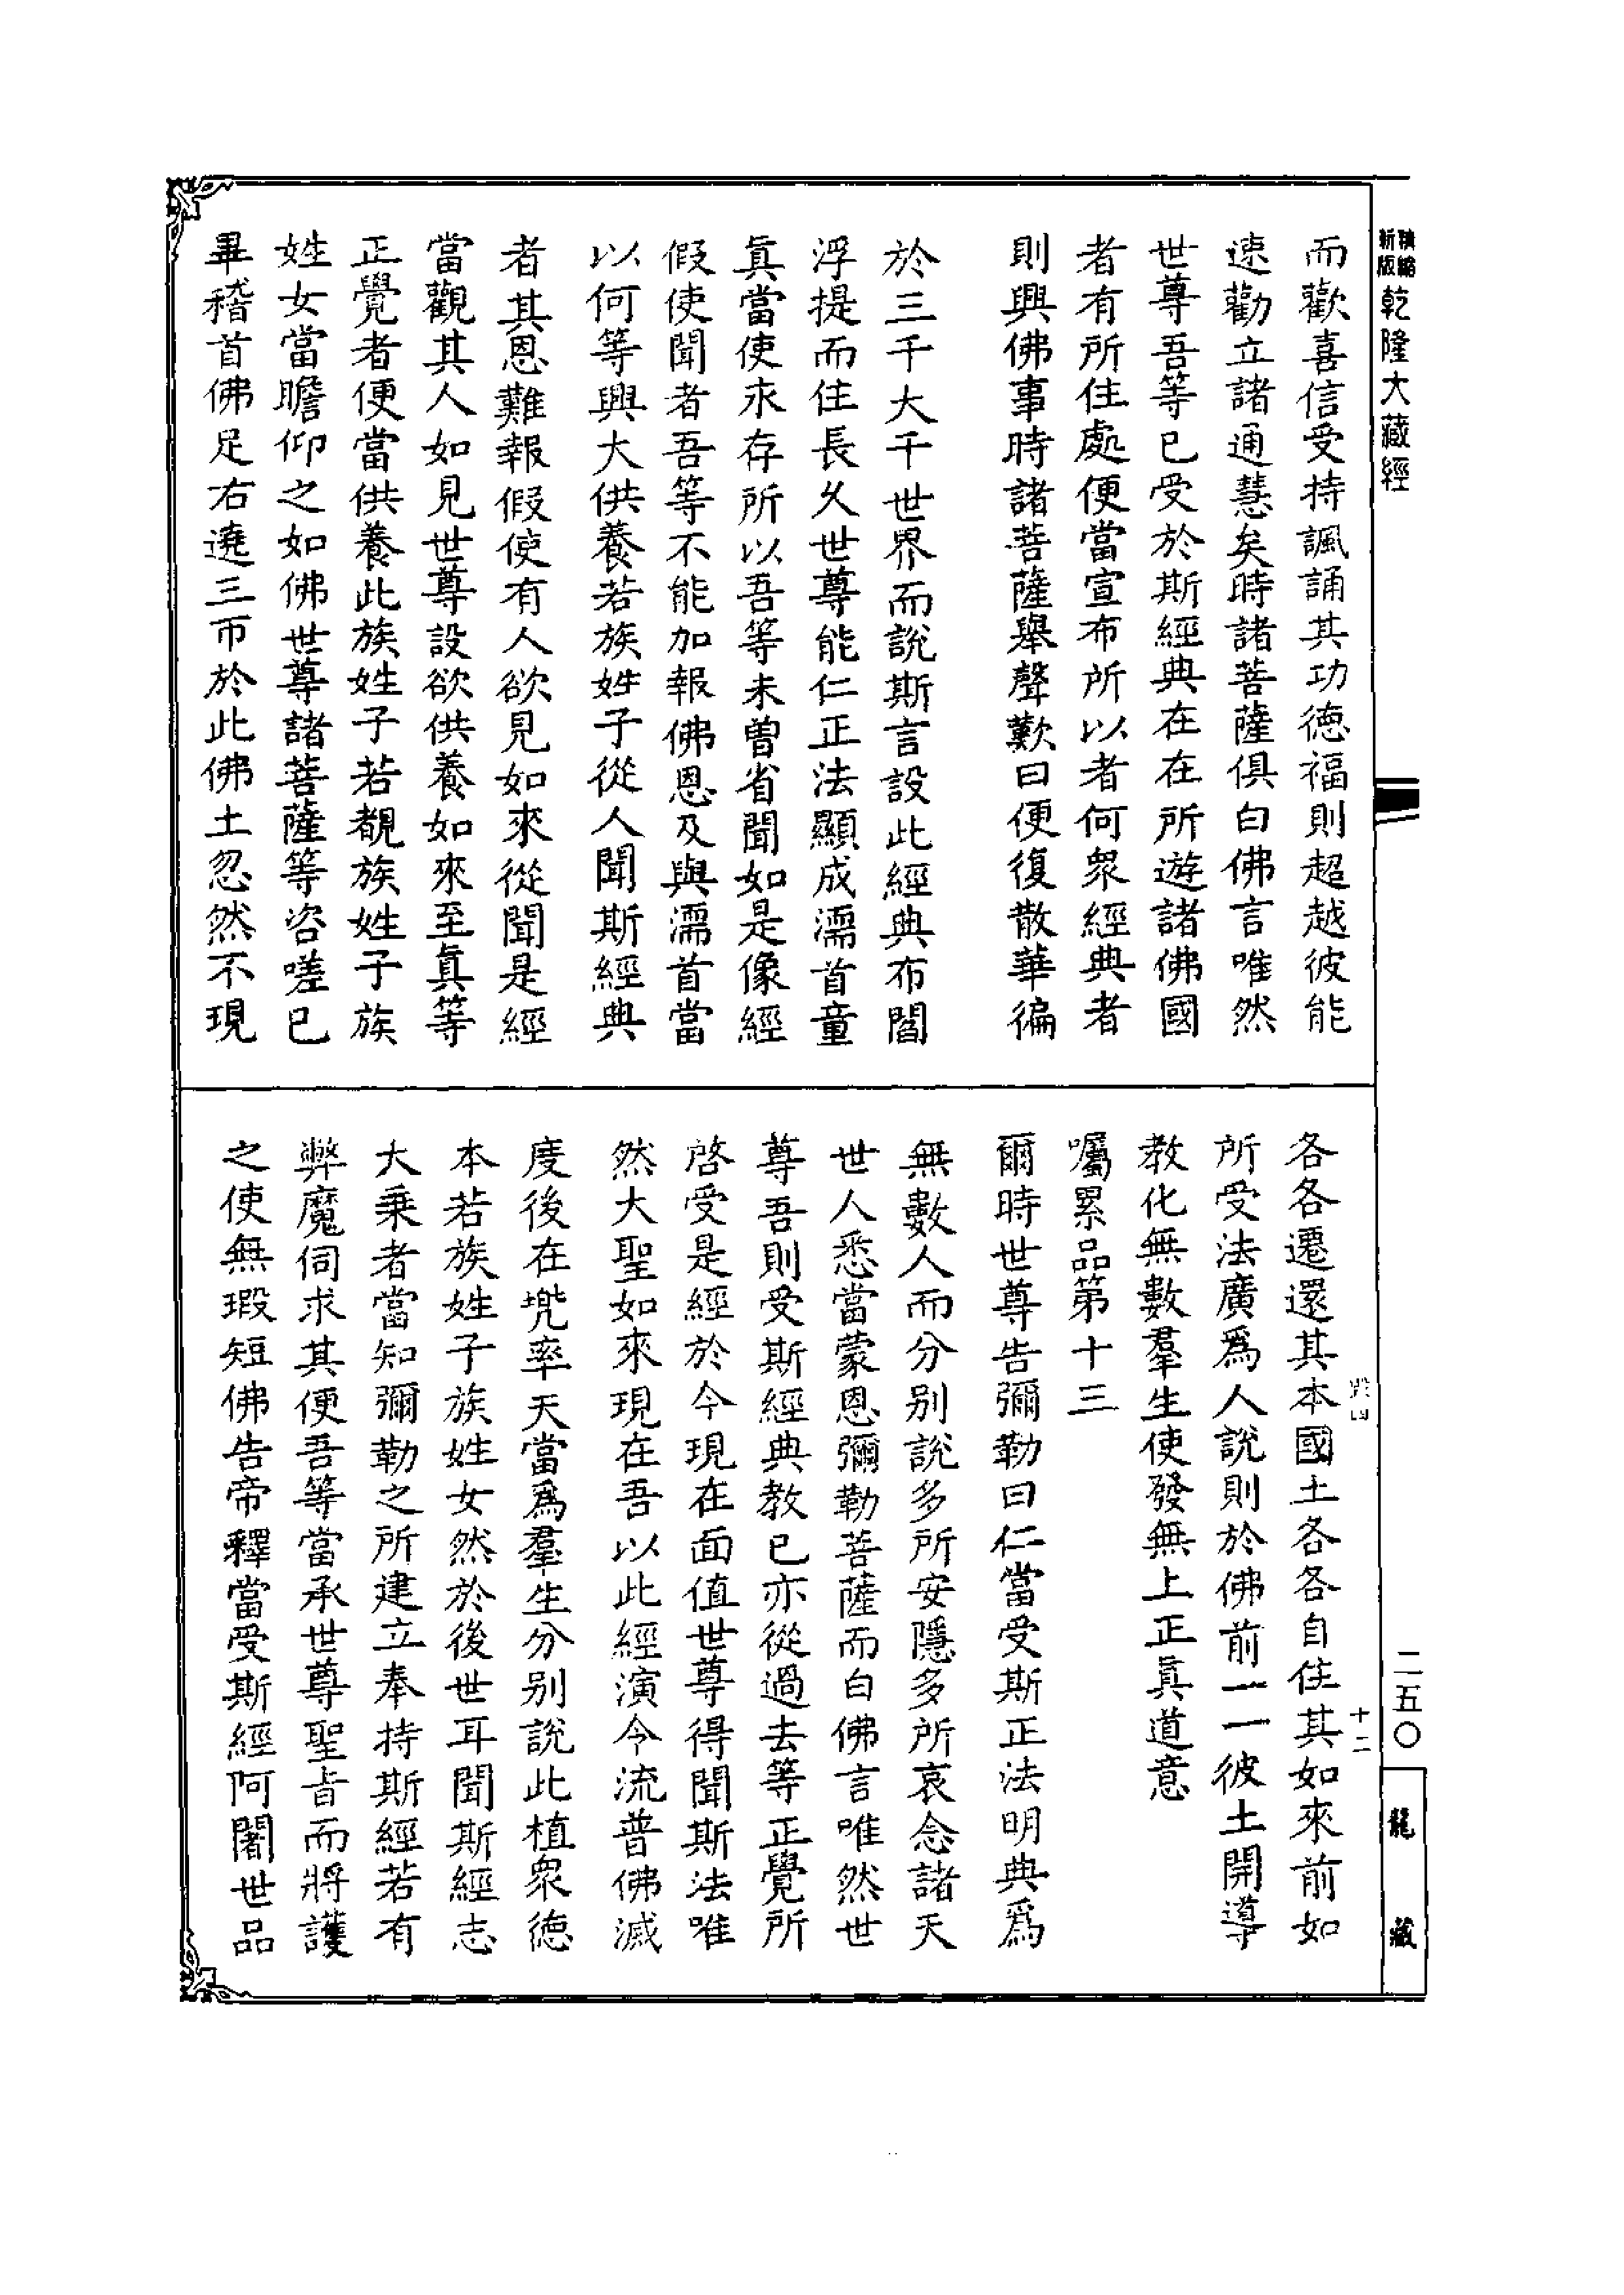 新版
精縮
乾隆大藏經
而歡喜信受持諷誦其功德福則超越彼能
速勸立諸通慧矣時諸菩薩俱白佛言唯然
世尊吾等已受於斯經典在在所遊諸佛國
者有所住處便當宣布所以者何眾經典者
則興佛事時諸菩薩舉聲歎曰便復散華徧
於三千大千世界而說斯言設此經典布閻
浮提而住長久世尊能仁正法顯成濡首童
真當使永存所以吾等未曾省聞如是像經
假使聞者吾等不能加報佛恩及與濡首當
以何等興大供養若族姓子從人聞斯經典
者其恩難報假使有人欲見如來從聞是經
當觀其人如見世尊設欲供養如來至真等
正覺者便當供養此族姓子若覩族姓子族
姓女當瞻仰之如佛世尊諸菩薩等咨嗟已
畢稽首佛足右遶三帀於此佛土忽然不現
各各遷還其本國土各各自住其如來前如
所受法廣為人說則於佛前一一彼土開導
教化無數羣生使發無上正真道意
囑累品第十三
爾時世尊告彌勒曰仁當受斯正法明典為
無數人而分別說多所安隱多所哀念諸天
世人悉當蒙恩彌勒菩薩而白佛言唯然世
尊吾則受斯經典教已亦從過去等正覺所
啓受是經於今現在面值世尊得聞斯法唯
然大聖如來現在吾以此經演令流普佛滅
度後在兠率天當為羣生分別說此植眾德
本若族姓子族姓女然於後世耳聞斯經志
大乘者當知彌勒之所建立奉持斯經若有
弊魔伺求其便吾等當承世尊聖旨而將護
之使無瑕短佛告帝釋當受斯經阿闍世品
四
十二
二五〇
龍藏